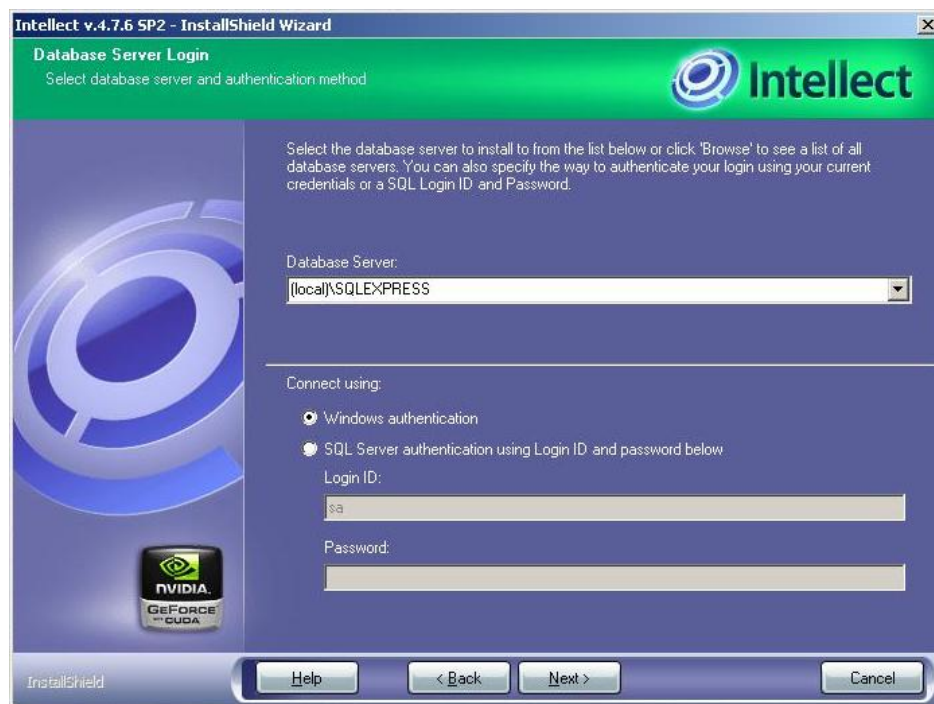 Intellect v.4.7.6 SP2 - InstallShield Wizard
Database Server Login
Select database server and authentication method
Intellect
Select the database server to install to from the list below or click 'Browse' to see a list of all
database servers. You can also specify the way to authenticate your login using your current
credentials or a SQL Login ID and Password.
Database Server:
(local)\SQLEXPRESS
Connect using:
Windows authentication
SQL Server authentication using Login ID and password below
Login ID:
sa
Password:
NVIDIA.
GEFORCE
WITH CUDA
InstallShield
Help
< Back
Next >
Cancel